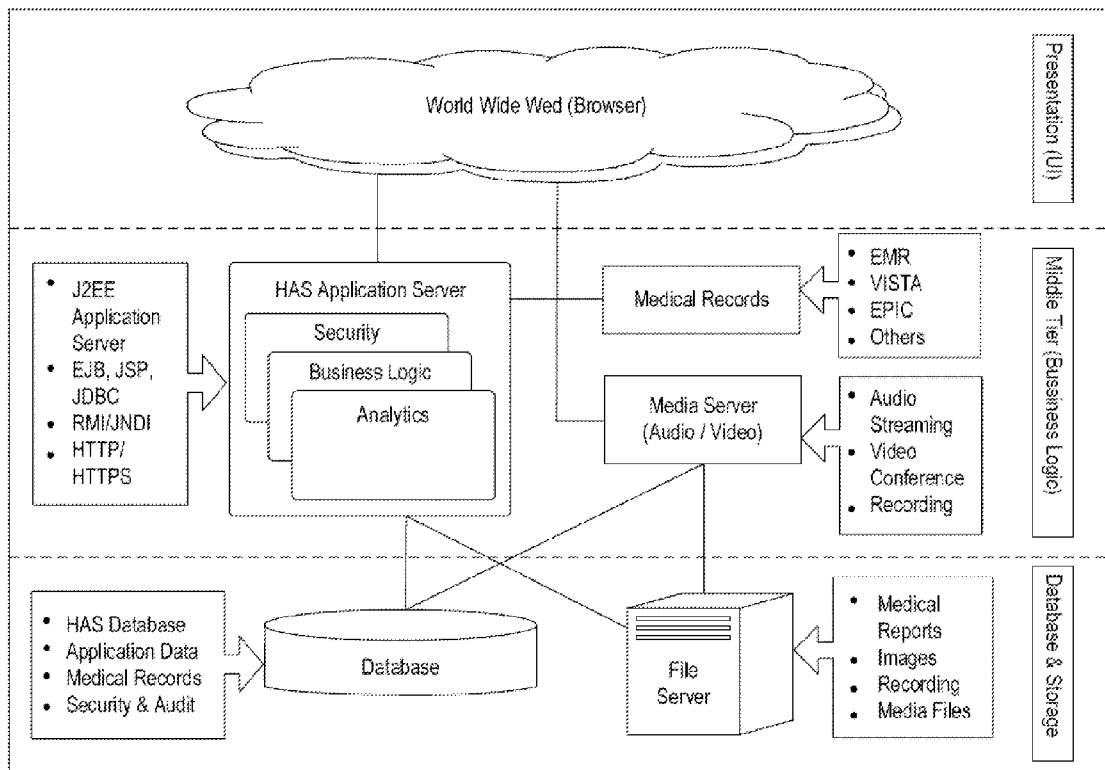 World Wide Wed (Browser)
Presentation (UI)
J2EE
Application
Server
EJB, JSP,
JDBC
RMI/JNDI
HTTP/
HTTPS
HAS Application Server
Security
Business Logic
Analytics
Medical Records
EMR
VISTA
EPIC
Others
Media Server
(Audio / Video)
Audio
Streaming
Video
Conference
Recording
Middle Tier (Bussiness Logic)
HAS Database
Application Data
Medical Records
Security & Audit
Database
File
Server
Medical
Reports
Images
Recording
Media Files
Database & Storage